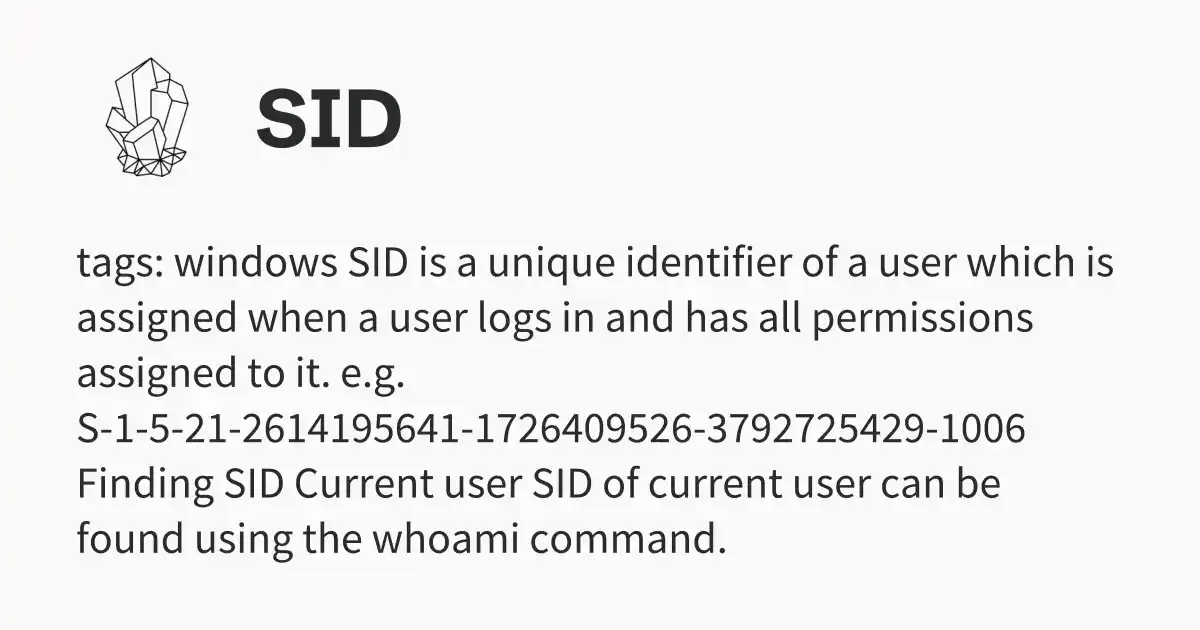 SID
tags: windows SID is a unique identifier of a user which is
assigned when a user logs in and has all permissions
assigned to it. e.g.
S-1-5-21-2614195641-1726409526-3792725429-1006
Finding SID Current user SID of current user can be
found using the whoami command.